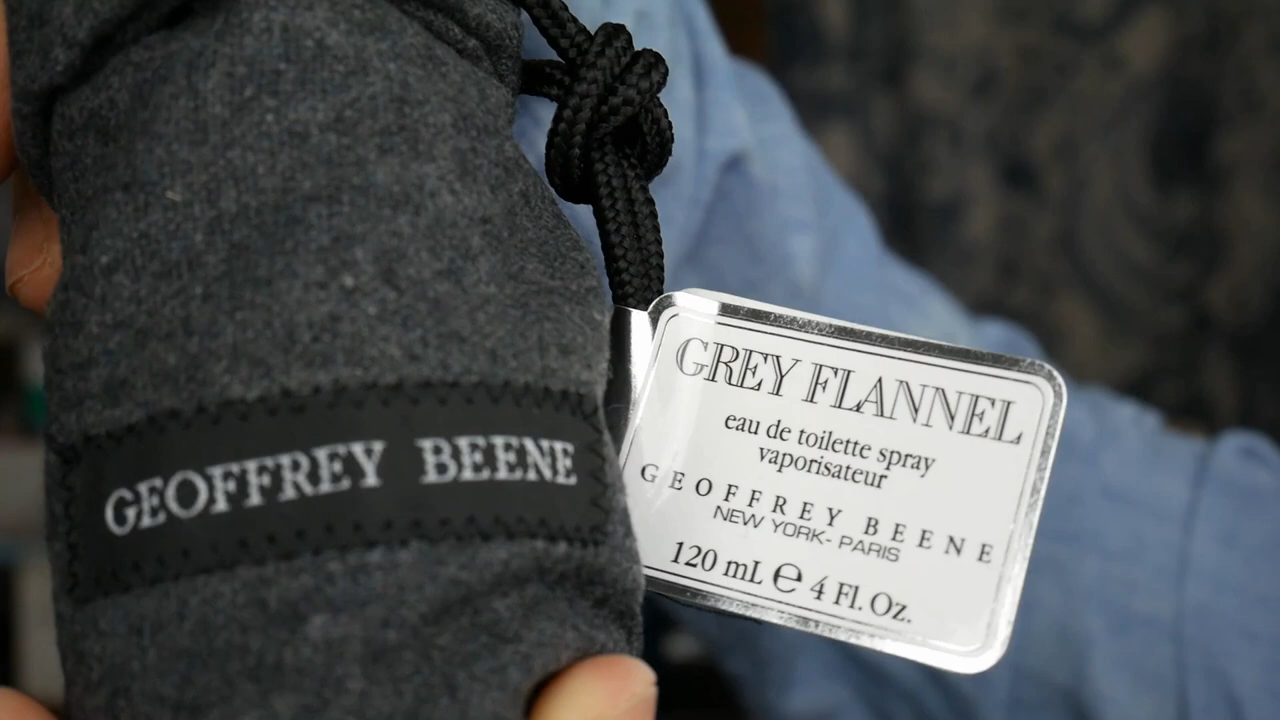 GEOFFREY BEENE
GREY FLANNEL
eau de toilette spray
vaporisateur
GEOFFREY BEENE
NEW YORK- PARIS
120 mL ℮ 4 Fl. Oz.